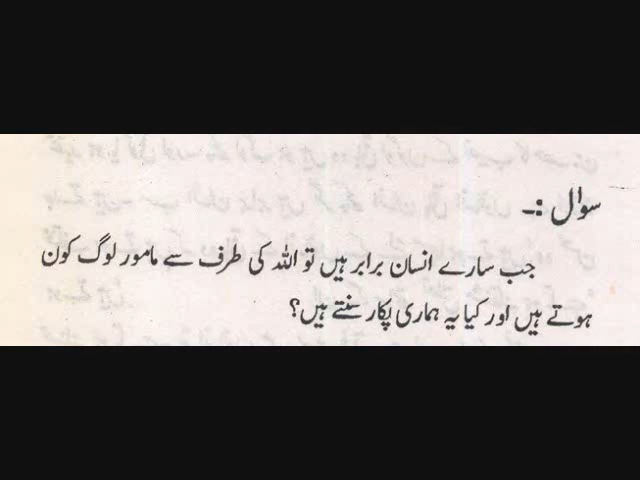 سوال :۔
جب سارے انسان برابر ہیں تو اللہ کی طرف سے مامور لوگ کون
ہوتے ہیں اور کیا یہ ہماری پکار سنتے ہیں؟